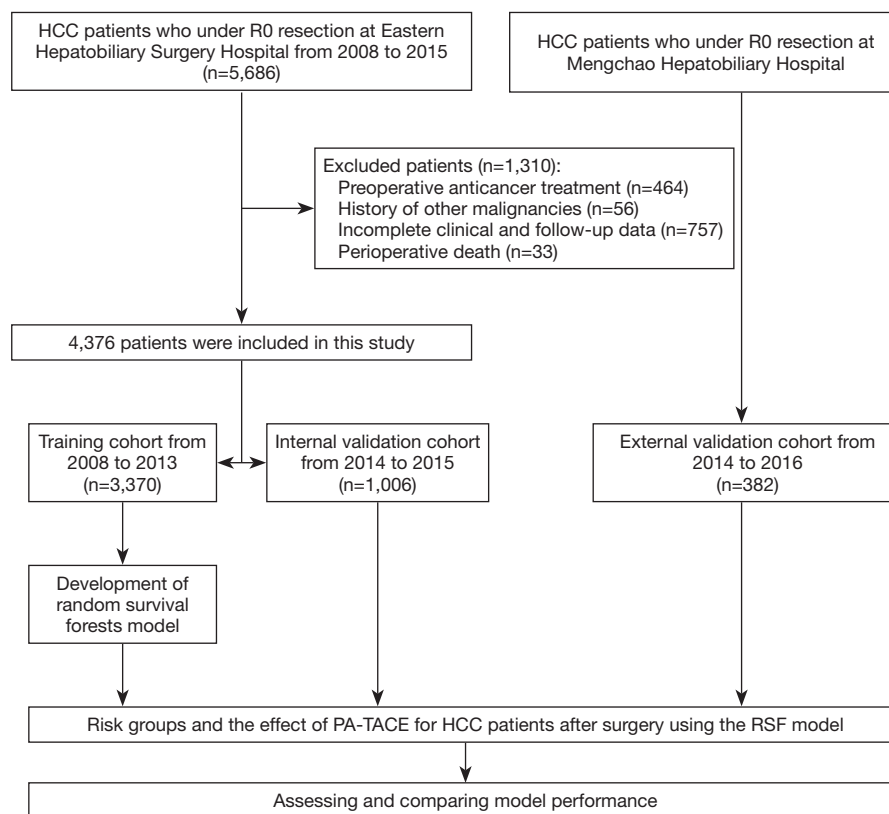 HCC patients who under R0 resection at Eastern
Hepatobiliary Surgery Hospital from 2008 to 2015
(n=5,686)
HCC patients who under R0 resection at
Mengchao Hepatobiliary Hospital
Excluded patients (n=1,310):
Preoperative anticancer treatment (n=464)
History of other malignancies (n=56)
Incomplete clinical and follow-up data (n=757)
Perioperative death (n=33)
4,376 patients were included in this study
Training cohort from
2008 to 2013
(n=3,370)
Internal validation cohort
from 2014 to 2015
(n=1,006)
External validation cohort from
2014 to 2016
(n=382)
Development of
random survival
forests model
Risk groups and the effect of PA-TACE for HCC patients after surgery using the RSF model
Assessing and comparing model performance